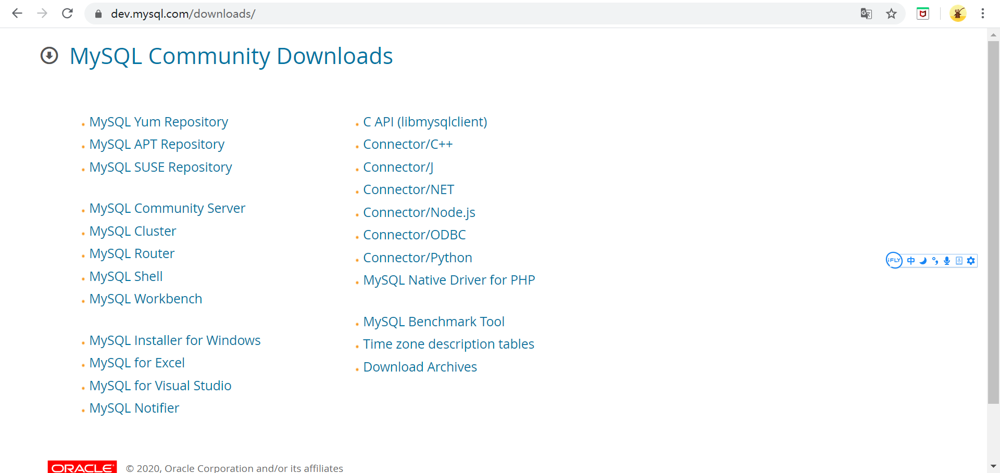 dev.mysql.com/downloads/
MySQL Community Downloads
MySQL Yum Repository
MySQL APT Repository
MySQL SUSE Repository
MySQL Community Server
MySQL Cluster
MySQL Router
MySQL Shell
MySQL Workbench
MySQL Installer for Windows
MySQL for Excel
MySQL for Visual Studio
MySQL Notifier
C API (libmysqlclient)
Connector/C++
Connector/J
Connector/NET
Connector/Node.js
Connector/ODBC
Connector/Python
MySQL Native Driver for PHP
MySQL Benchmark Tool
Time zone description tables
Download Archives
iFLY 中
ORACLE © 2020, Oracle Corporation and/or its affiliates